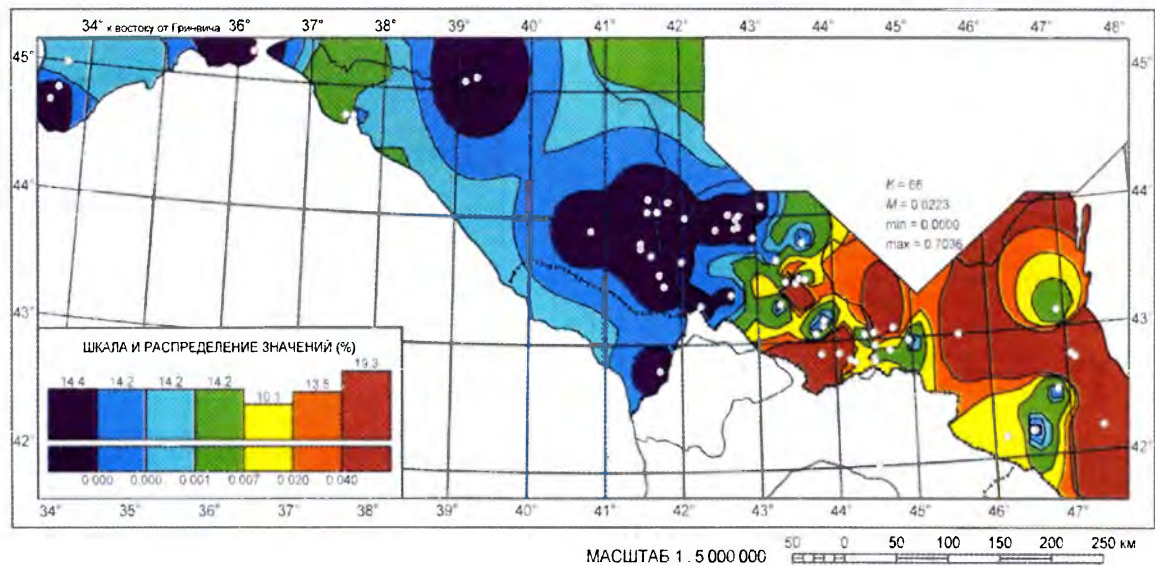 34° к востоку от Гринвича 36° 37° 38° 39° 40° 41° 42° 43° 44° 45° 46° 47° 48°
45° 45°
44° 44°
K = 66
M = 0.0223
min = 0.0000
max = 0.7036
43° 43°
ШКАЛА И РАСПРЕДЕЛЕНИЕ ЗНАЧЕНИЙ (%)
14.4 14.2 14.2 14.2 10.1 13.5 19.3
42° 42°
0.000 0.000 0.001 0.007 0.020 0.040
34° 35° 36° 37° 38° 39° 40° 41° 42° 43° 44° 45° 46° 47°
МАСШТАБ 1 : 5 000 000 50 0 50 100 150 200 250 км